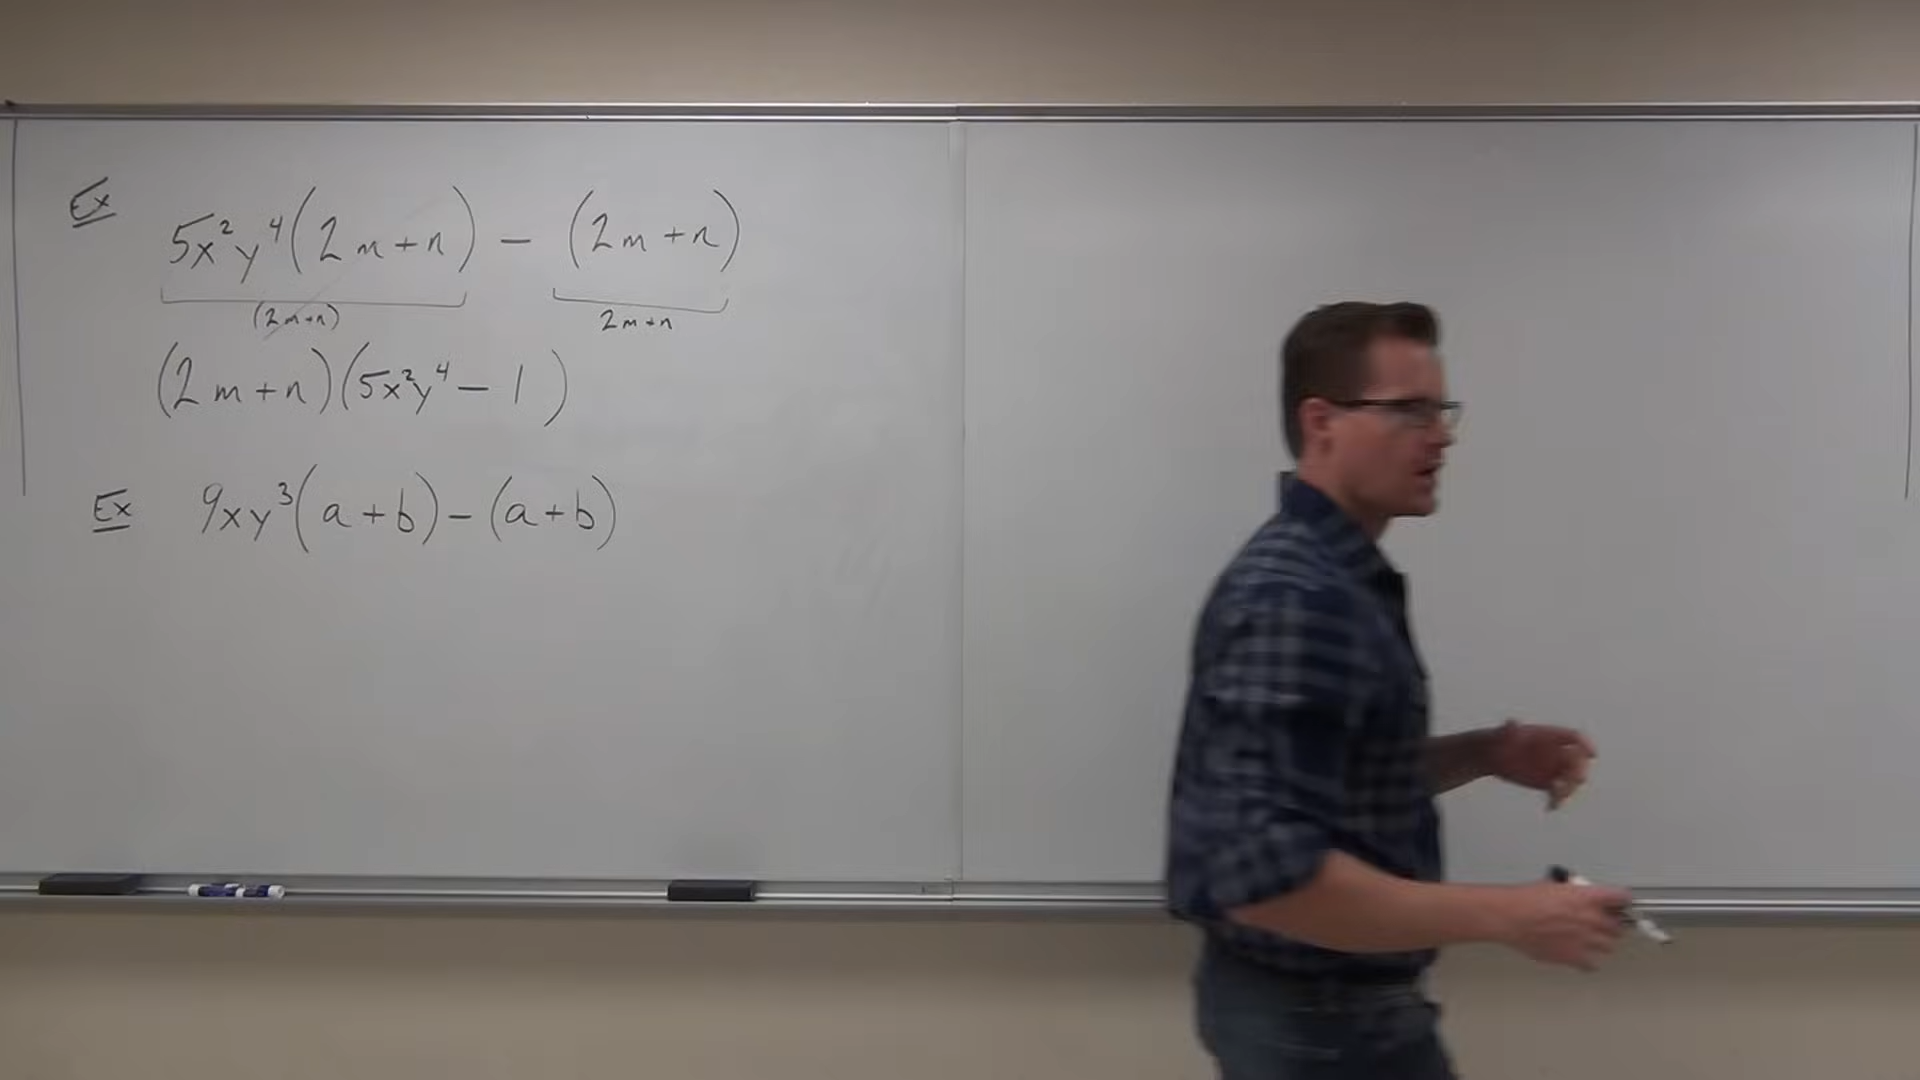 Ex 5x²y⁴(2m+n) − (2m+n)
(2m+n) 2m+n
(2m+n)(5x²y⁴ − 1)
Ex 9xy³(a+b) − (a+b)